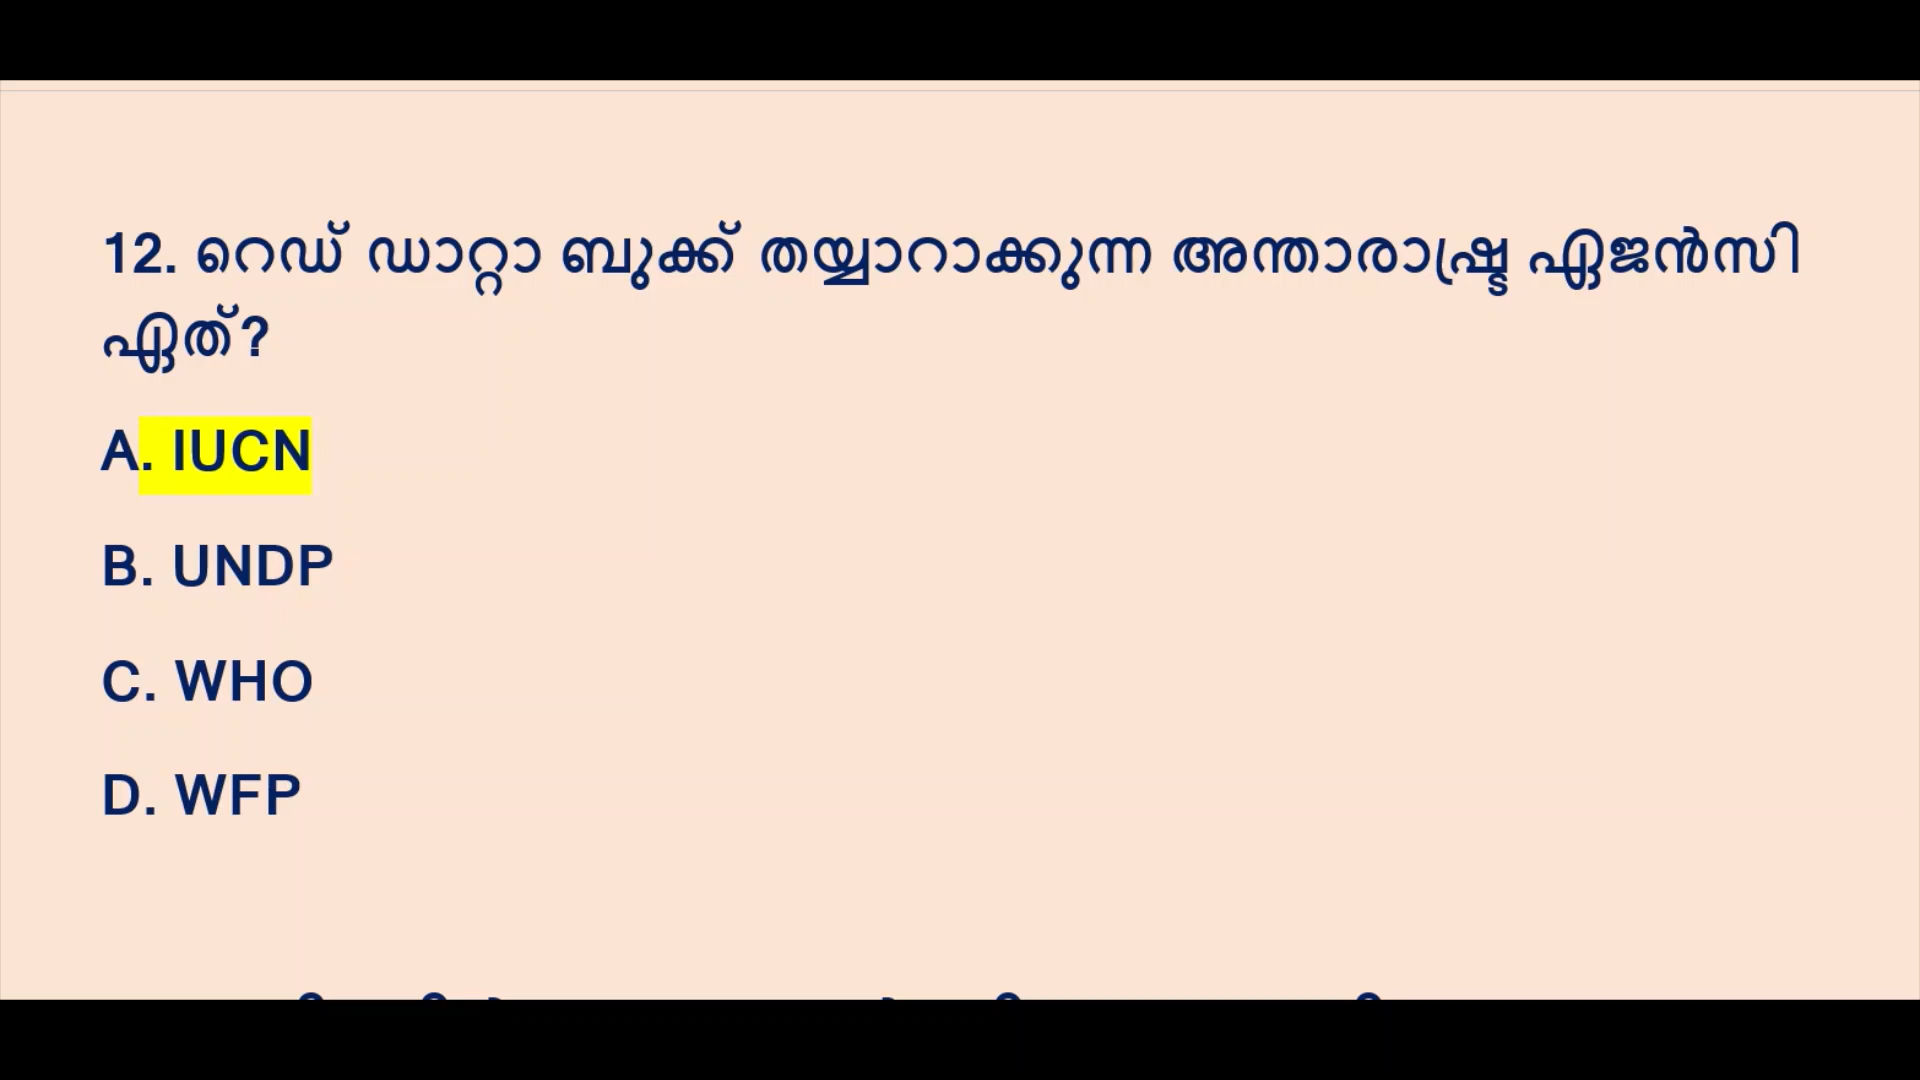 12. റെഡ് ഡാറ്റാ ബുക്ക് തയ്യാറാക്കുന്ന അന്താരാഷ്ട്ര ഏജൻസി
ഏത്?
A. IUCN
B. UNDP
C. WHO
D. WFP